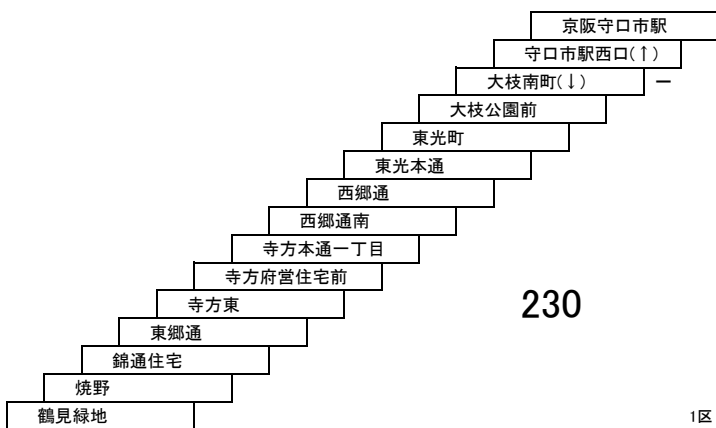 京阪守口市駅
守口市駅西口(↑)
大枝南町(↓) ー
大枝公園前
東光町
東光本通
西郷通
西郷通南
寺方本通一丁目
寺方府営住宅前
寺方東
東郷通
錦通住宅
焼野
鶴見緑地
230
1区